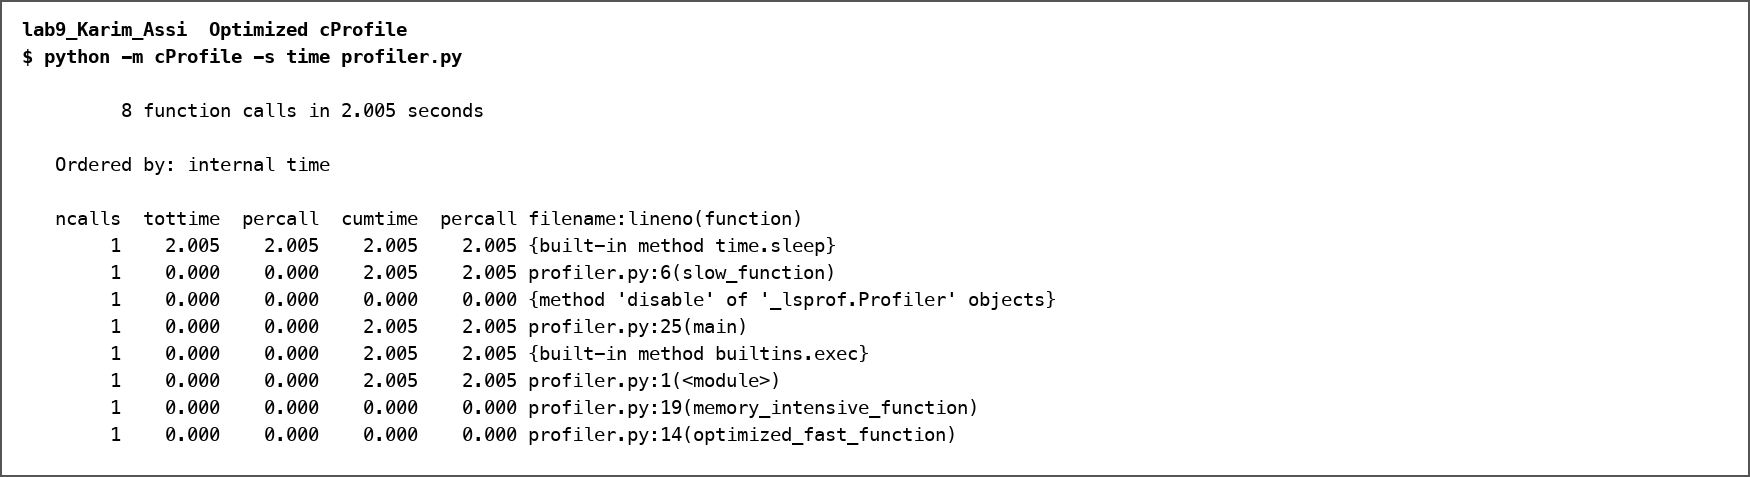 lab9_Karim_Assi  Optimized cProfile
$ python -m cProfile -s time profiler.py
         8 function calls in 2.005 seconds
   Ordered by: internal time
   ncalls  tottime  percall  cumtime  percall filename:lineno(function)
        1    2.005    2.005    2.005    2.005 {built-in method time.sleep}
        1    0.000    0.000    2.005    2.005 profiler.py:6(slow_function)
        1    0.000    0.000    0.000    0.000 {method 'disable' of '_lsprof.Profiler' objects}
        1    0.000    0.000    2.005    2.005 profiler.py:25(main)
        1    0.000    0.000    2.005    2.005 {built-in method builtins.exec}
        1    0.000    0.000    2.005    2.005 profiler.py:1(<module>)
        1    0.000    0.000    0.000    0.000 profiler.py:19(memory_intensive_function)
        1    0.000    0.000    0.000    0.000 profiler.py:14(optimized_fast_function)